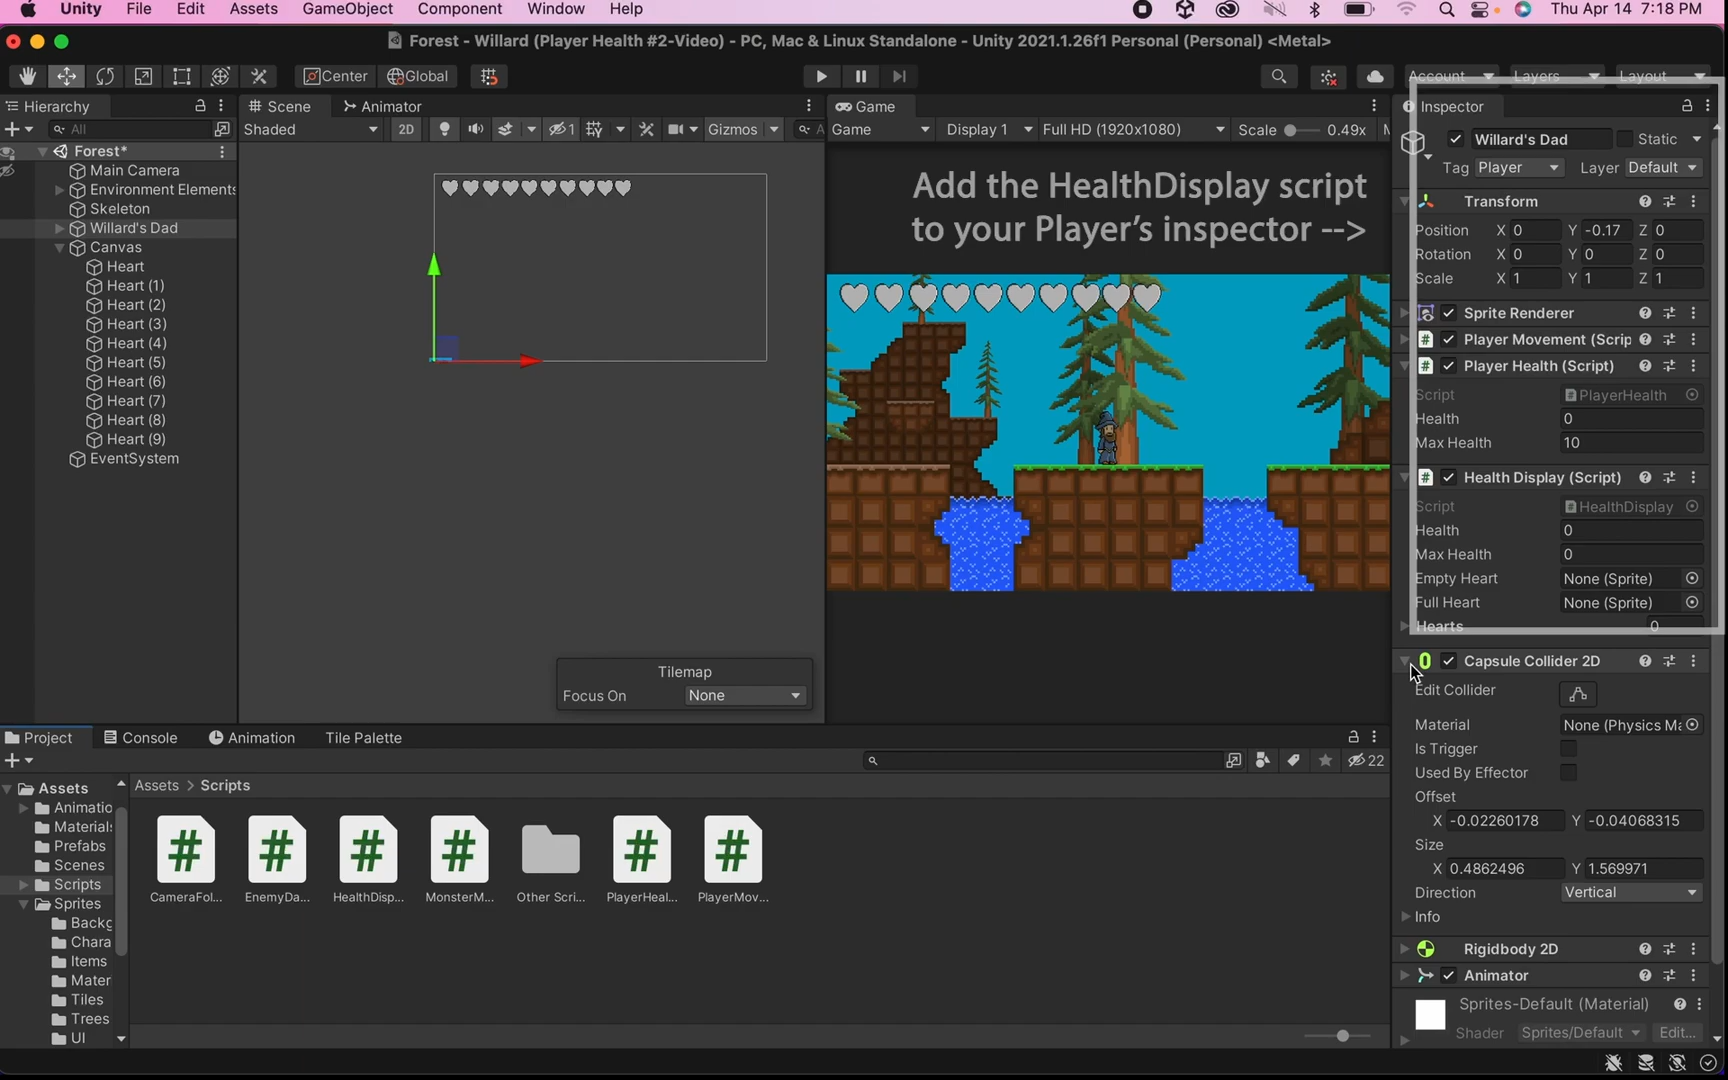 Unity File Edit Assets GameObject Component Window Help Thu Apr 14 7:18 PM
Forest - Willard (Player Health #2-Video) - PC, Mac & Linux Standalone - Unity 2021.1.26f1 Personal (Personal) <Metal>
Center Global Account Layers Layout
Hierarchy
All
Forest*
Main Camera
Environment Elements
Skeleton
Willard's Dad
Canvas
Heart
Heart (1)
Heart (2)
Heart (3)
Heart (4)
Heart (5)
Heart (6)
Heart (7)
Heart (8)
Heart (9)
EventSystem
Scene Animator
Shaded 2D 1 Gizmos A
Tilemap
Focus On None
Game
Game Display 1 Full HD (1920x1080) Scale 0.49x
Add the HealthDisplay script
to your Player's inspector -->
Inspector
Willard's Dad Static
Tag Player Layer Default
Transform
Position X 0 Y -0.17 Z 0
Rotation X 0 Y 0 Z 0
Scale X 1 Y 1 Z 1
Sprite Renderer
Player Movement (Scrip
Player Health (Script)
Script PlayerHealth
Health 0
Max Health 10
Health Display (Script)
Script HealthDisplay
Health 0
Max Health 0
Empty Heart None (Sprite)
Full Heart None (Sprite)
Hearts 0
Capsule Collider 2D
Edit Collider
Material None (Physics Ma
Is Trigger
Used By Effector
Offset
X -0.02260178 Y -0.04068315
Size
X 0.4862496 Y 1.569971
Direction Vertical
Info
Rigidbody 2D
Animator
Sprites-Default (Material)
Shader Sprites/Default Edit...
Project Console Animation Tile Palette
22
Assets
Animatio
Materials
Prefabs
Scenes
Scripts
Sprites
Backg
Chara
Items
Mater
Tiles
Trees
UI
Assets > Scripts
CameraFol... EnemyDa... HealthDisp... MonsterM... Other Scri... PlayerHeal... PlayerMov...